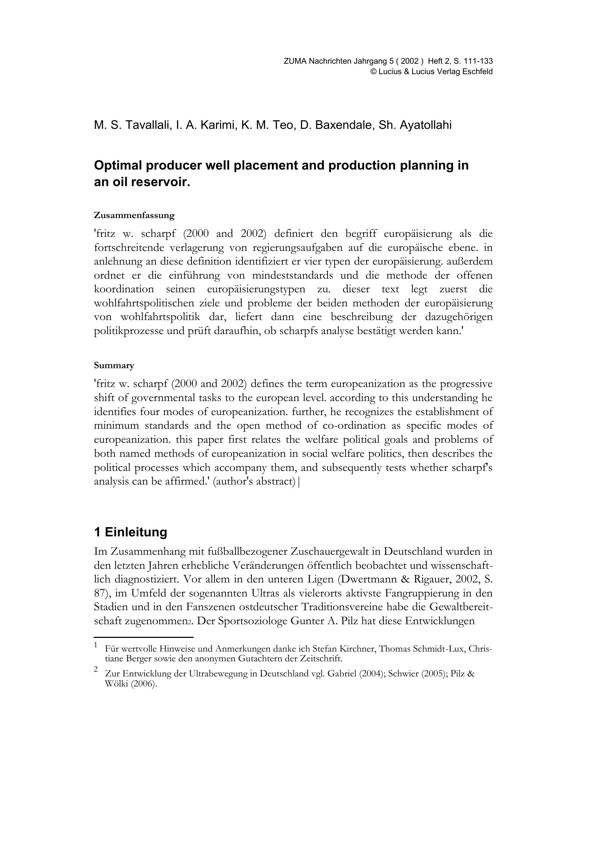 ZUMA Nachrichten Jahrgang 5 ( 2002 ) Heft 2, S. 111-133
© Lucius & Lucius Verlag Eschfeld
M. S. Tavallali, I. A. Karimi, K. M. Teo, D. Baxendale, Sh. Ayatollahi
Optimal producer well placement and production planning in
an oil reservoir.
Zusammenfassung
'fritz w. scharpf (2000 and 2002) definiert den begriff europäisierung als die
fortschreitende verlagerung von regierungsaufgaben auf die europäische ebene. in
anlehnung an diese definition identifiziert er vier typen der europäisierung. außerdem
ordnet er die einführung von mindeststandards und die methode der offenen
koordination seinen europäisierungstypen zu. dieser text legt zuerst die
wohlfahrtspolitischen ziele und probleme der beiden methoden der europäisierung
von wohlfahrtspolitik dar, liefert dann eine beschreibung der dazugehörigen
politikprozesse und prüft daraufhin, ob scharpfs analyse bestätigt werden kann.'
Summary
'fritz w. scharpf (2000 and 2002) defines the term europeanization as the progressive
shift of governmental tasks to the european level. according to this understanding he
identifies four modes of europeanization. further, he recognizes the establishment of
minimum standards and the open method of co-ordination as specific modes of
europeanization. this paper first relates the welfare political goals and problems of
both named methods of europeanization in social welfare politics, then describes the
political processes which accompany them, and subsequently tests whether scharpf's
analysis can be affirmed.' (author's abstract)|
1 Einleitung
Im Zusammenhang mit fußballbezogener Zuschauergewalt in Deutschland wurden in
den letzten Jahren erhebliche Veränderungen öffentlich beobachtet und wissenschaft-
lich diagnostiziert. Vor allem in den unteren Ligen (Dwertmann & Rigauer, 2002, S.
87), im Umfeld der sogenannten Ultras als vielerorts aktivste Fangruppierung in den
Stadien und in den Fanszenen ostdeutscher Traditionsvereine habe die Gewaltbereit-
schaft zugenommen2. Der Sportsoziologe Gunter A. Pilz hat diese Entwicklungen
1 Für wertvolle Hinweise und Anmerkungen danke ich Stefan Kirchner, Thomas Schmidt-Lux, Chris-
tiane Berger sowie den anonymen Gutachtern der Zeitschrift.
2 Zur Entwicklung der Ultrabewegung in Deutschland vgl. Gabriel (2004); Schwier (2005); Pilz &
Wölki (2006).